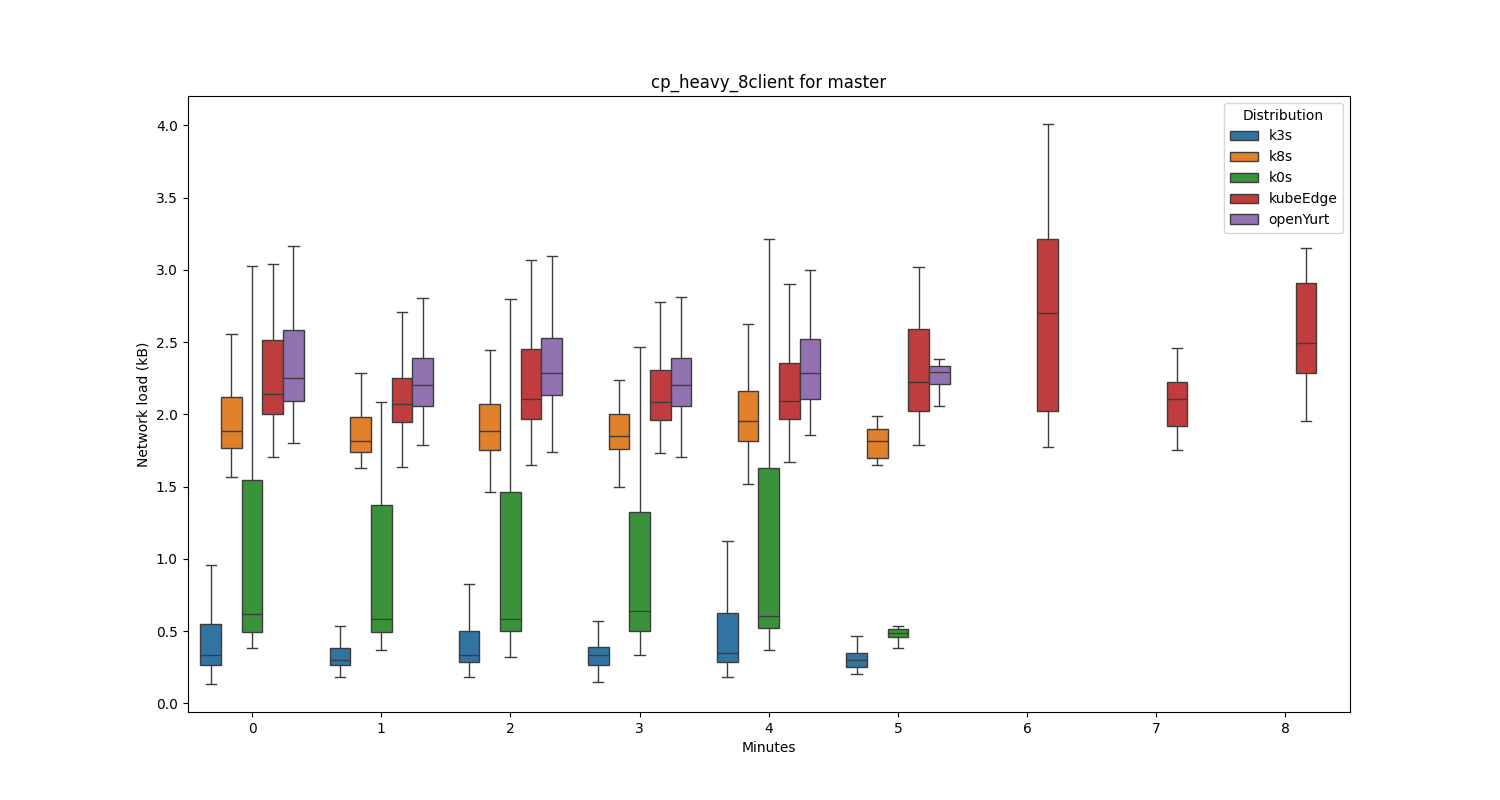 cp_heavy_8client for master
Distribution
k3s
k8s
k0s
kubeEdge
openYurt
Network load (kB)
4.0
3.5
3.0
2.5
2.0
1.5
1.0
0.5
0.0
0 1 2 3 4 5 6 7 8
Minutes